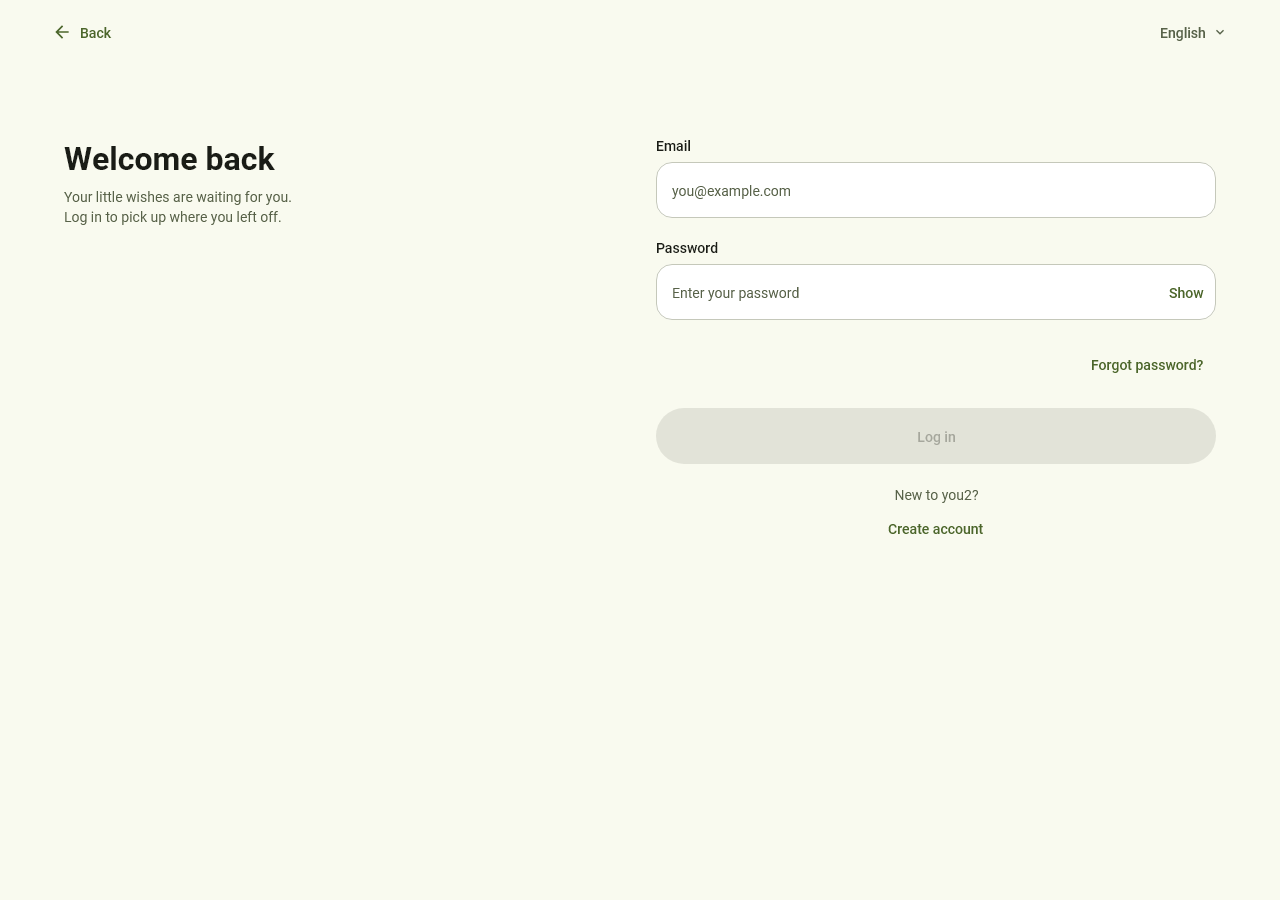 Back
English
Welcome back
Your little wishes are waiting for you.
Log in to pick up where you left off.
Email
you@example.com
Password
Enter your password
Show
Forgot password?
Log in
New to you2?
Create account